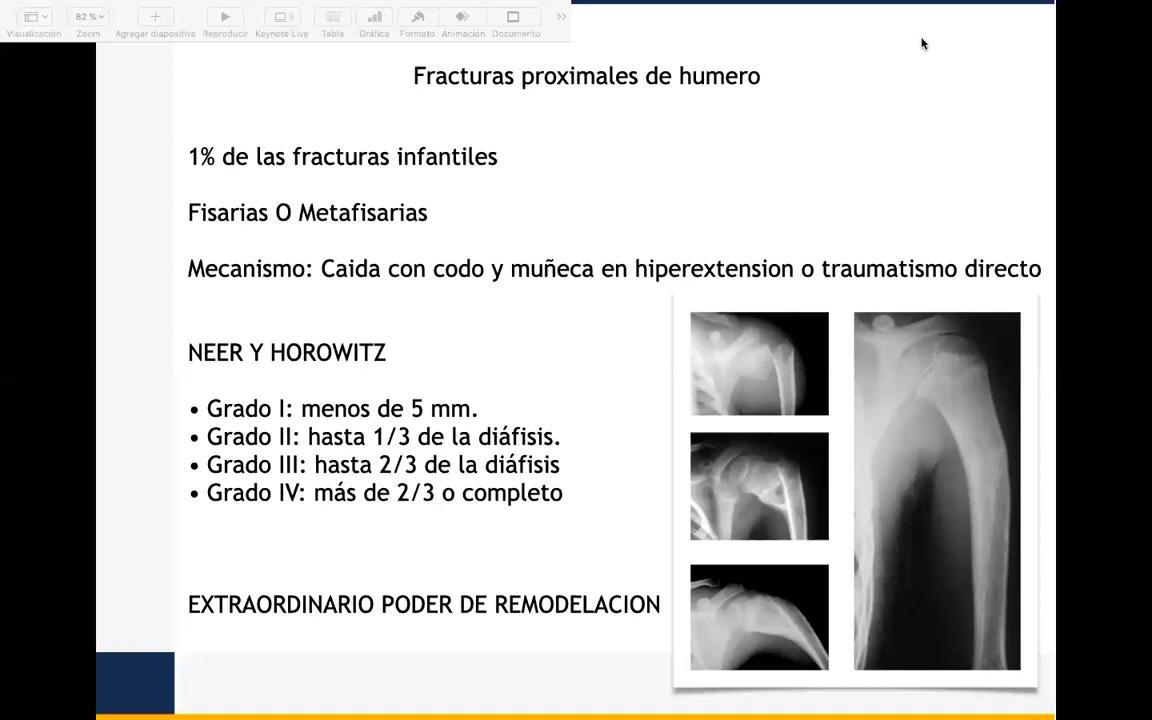 82 %
Visualización
Zoom
Agregar diapositiva
Reproducir
Keynote Live
Tabla
Gráfica
Formato
Animación
Documento
Fracturas proximales de humero
1% de las fracturas infantiles
Fisarias O Metafisarias
Mecanismo: Caida con codo y muñeca en hiperextension o traumatismo directo
NEER Y HOROWITZ
• Grado I: menos de 5 mm.
• Grado II: hasta 1/3 de la diáfisis.
• Grado III: hasta 2/3 de la diáfisis
• Grado IV: más de 2/3 o completo
EXTRAORDINARIO PODER DE REMODELACION